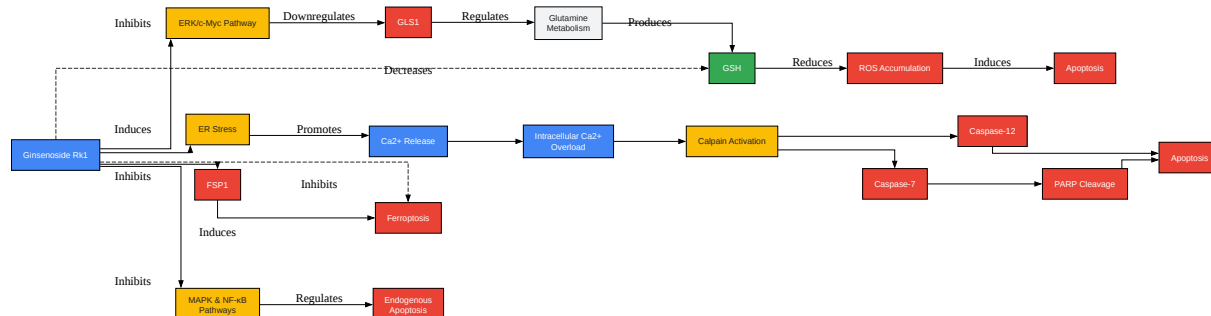 Inhibits
ERK/c-Myc Pathway
Downregulates
GLS1
Regulates
Glutamine
Metabolism
Produces
Decreases
GSH
Reduces
ROS Accumulation
Induces
Apoptosis
Induces
ER Stress
Promotes
Ca2+ Release
Intracellular Ca2+
Overload
Calpain Activation
Caspase-12
Ginsenoside Rk1
Apoptosis
Inhibits
FSP1
Inhibits
Caspase-7
PARP Cleavage
Ferroptosis
Induces
Inhibits
MAPK & NF-κB
Pathways
Regulates
Endogenous
Apoptosis